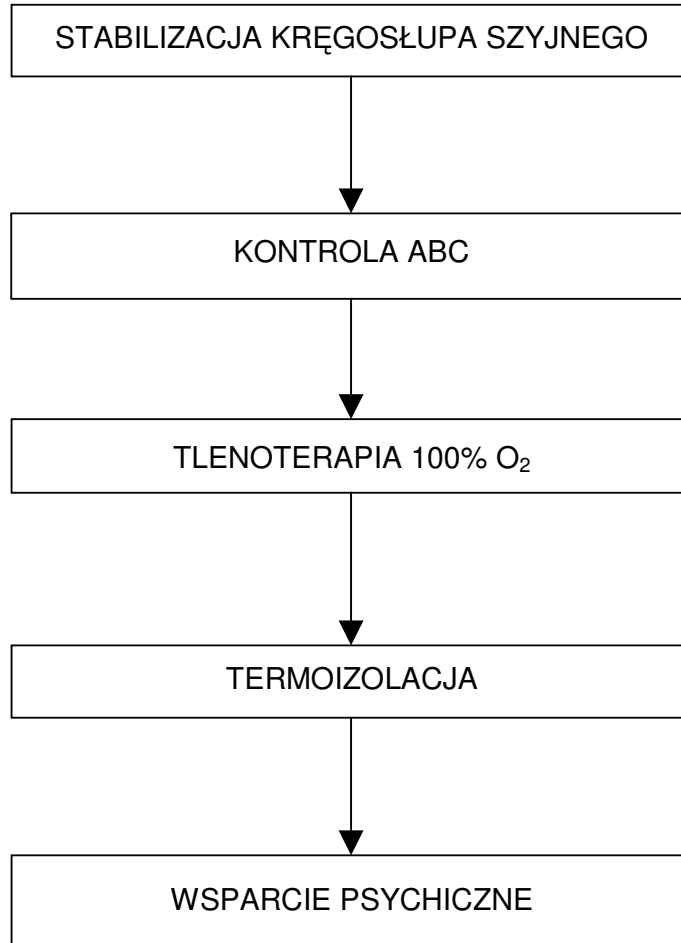 STABILIZACJA KRĘGOSŁUPA SZYJNEGO
KONTROLA ABC
TLENOTERAPIA 100% O₂
TERMOIZOLACJA
WSPARCIE PSYCHICZNE